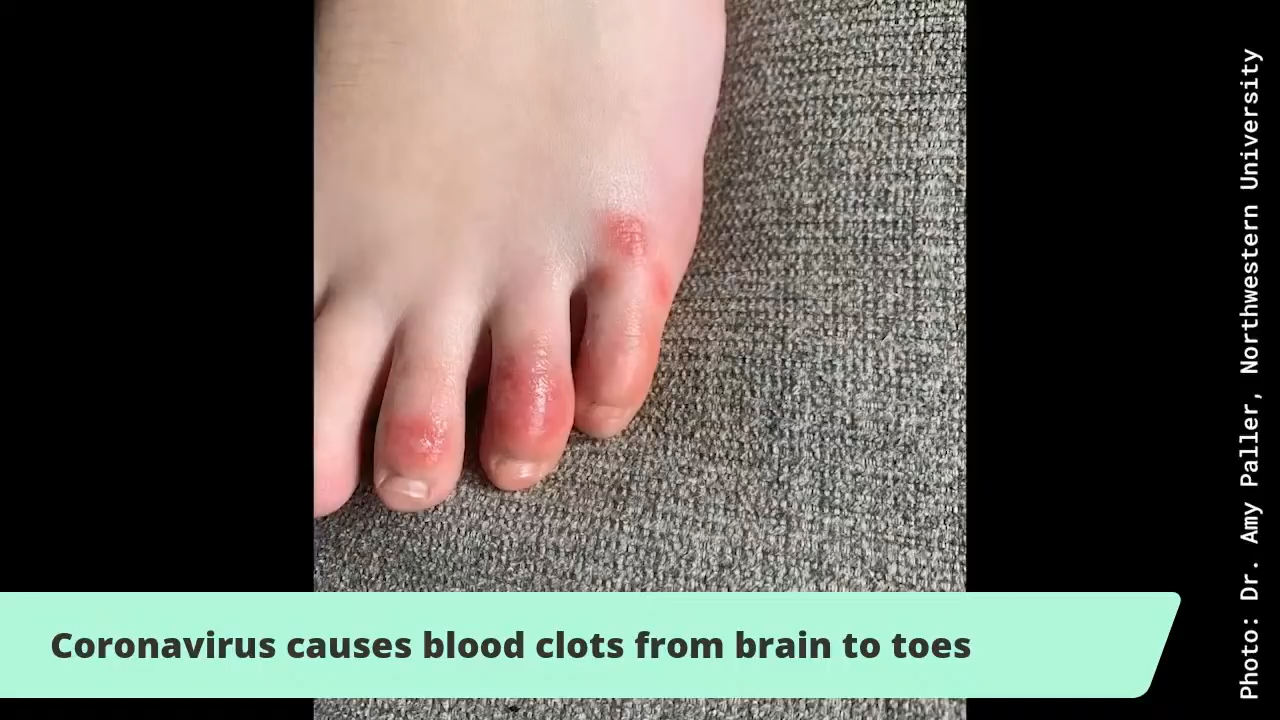 Coronavirus causes blood clots from brain to toes
Photo: Dr. Amy Paller, Northwestern University